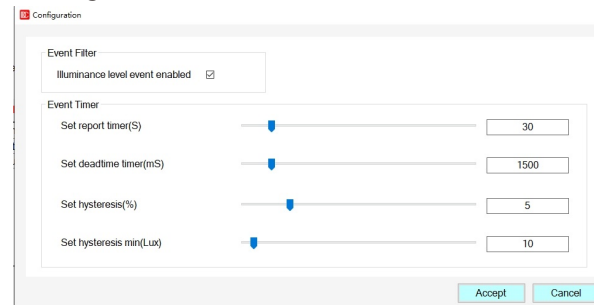 Configuration
Event Filter
Illuminance level event enabled
Event Timer
Set report timer(S) 30
Set deadtime timer(mS) 1500
Set hysteresis(%) 5
Set hysteresis min(Lux) 10
Accept Cancel